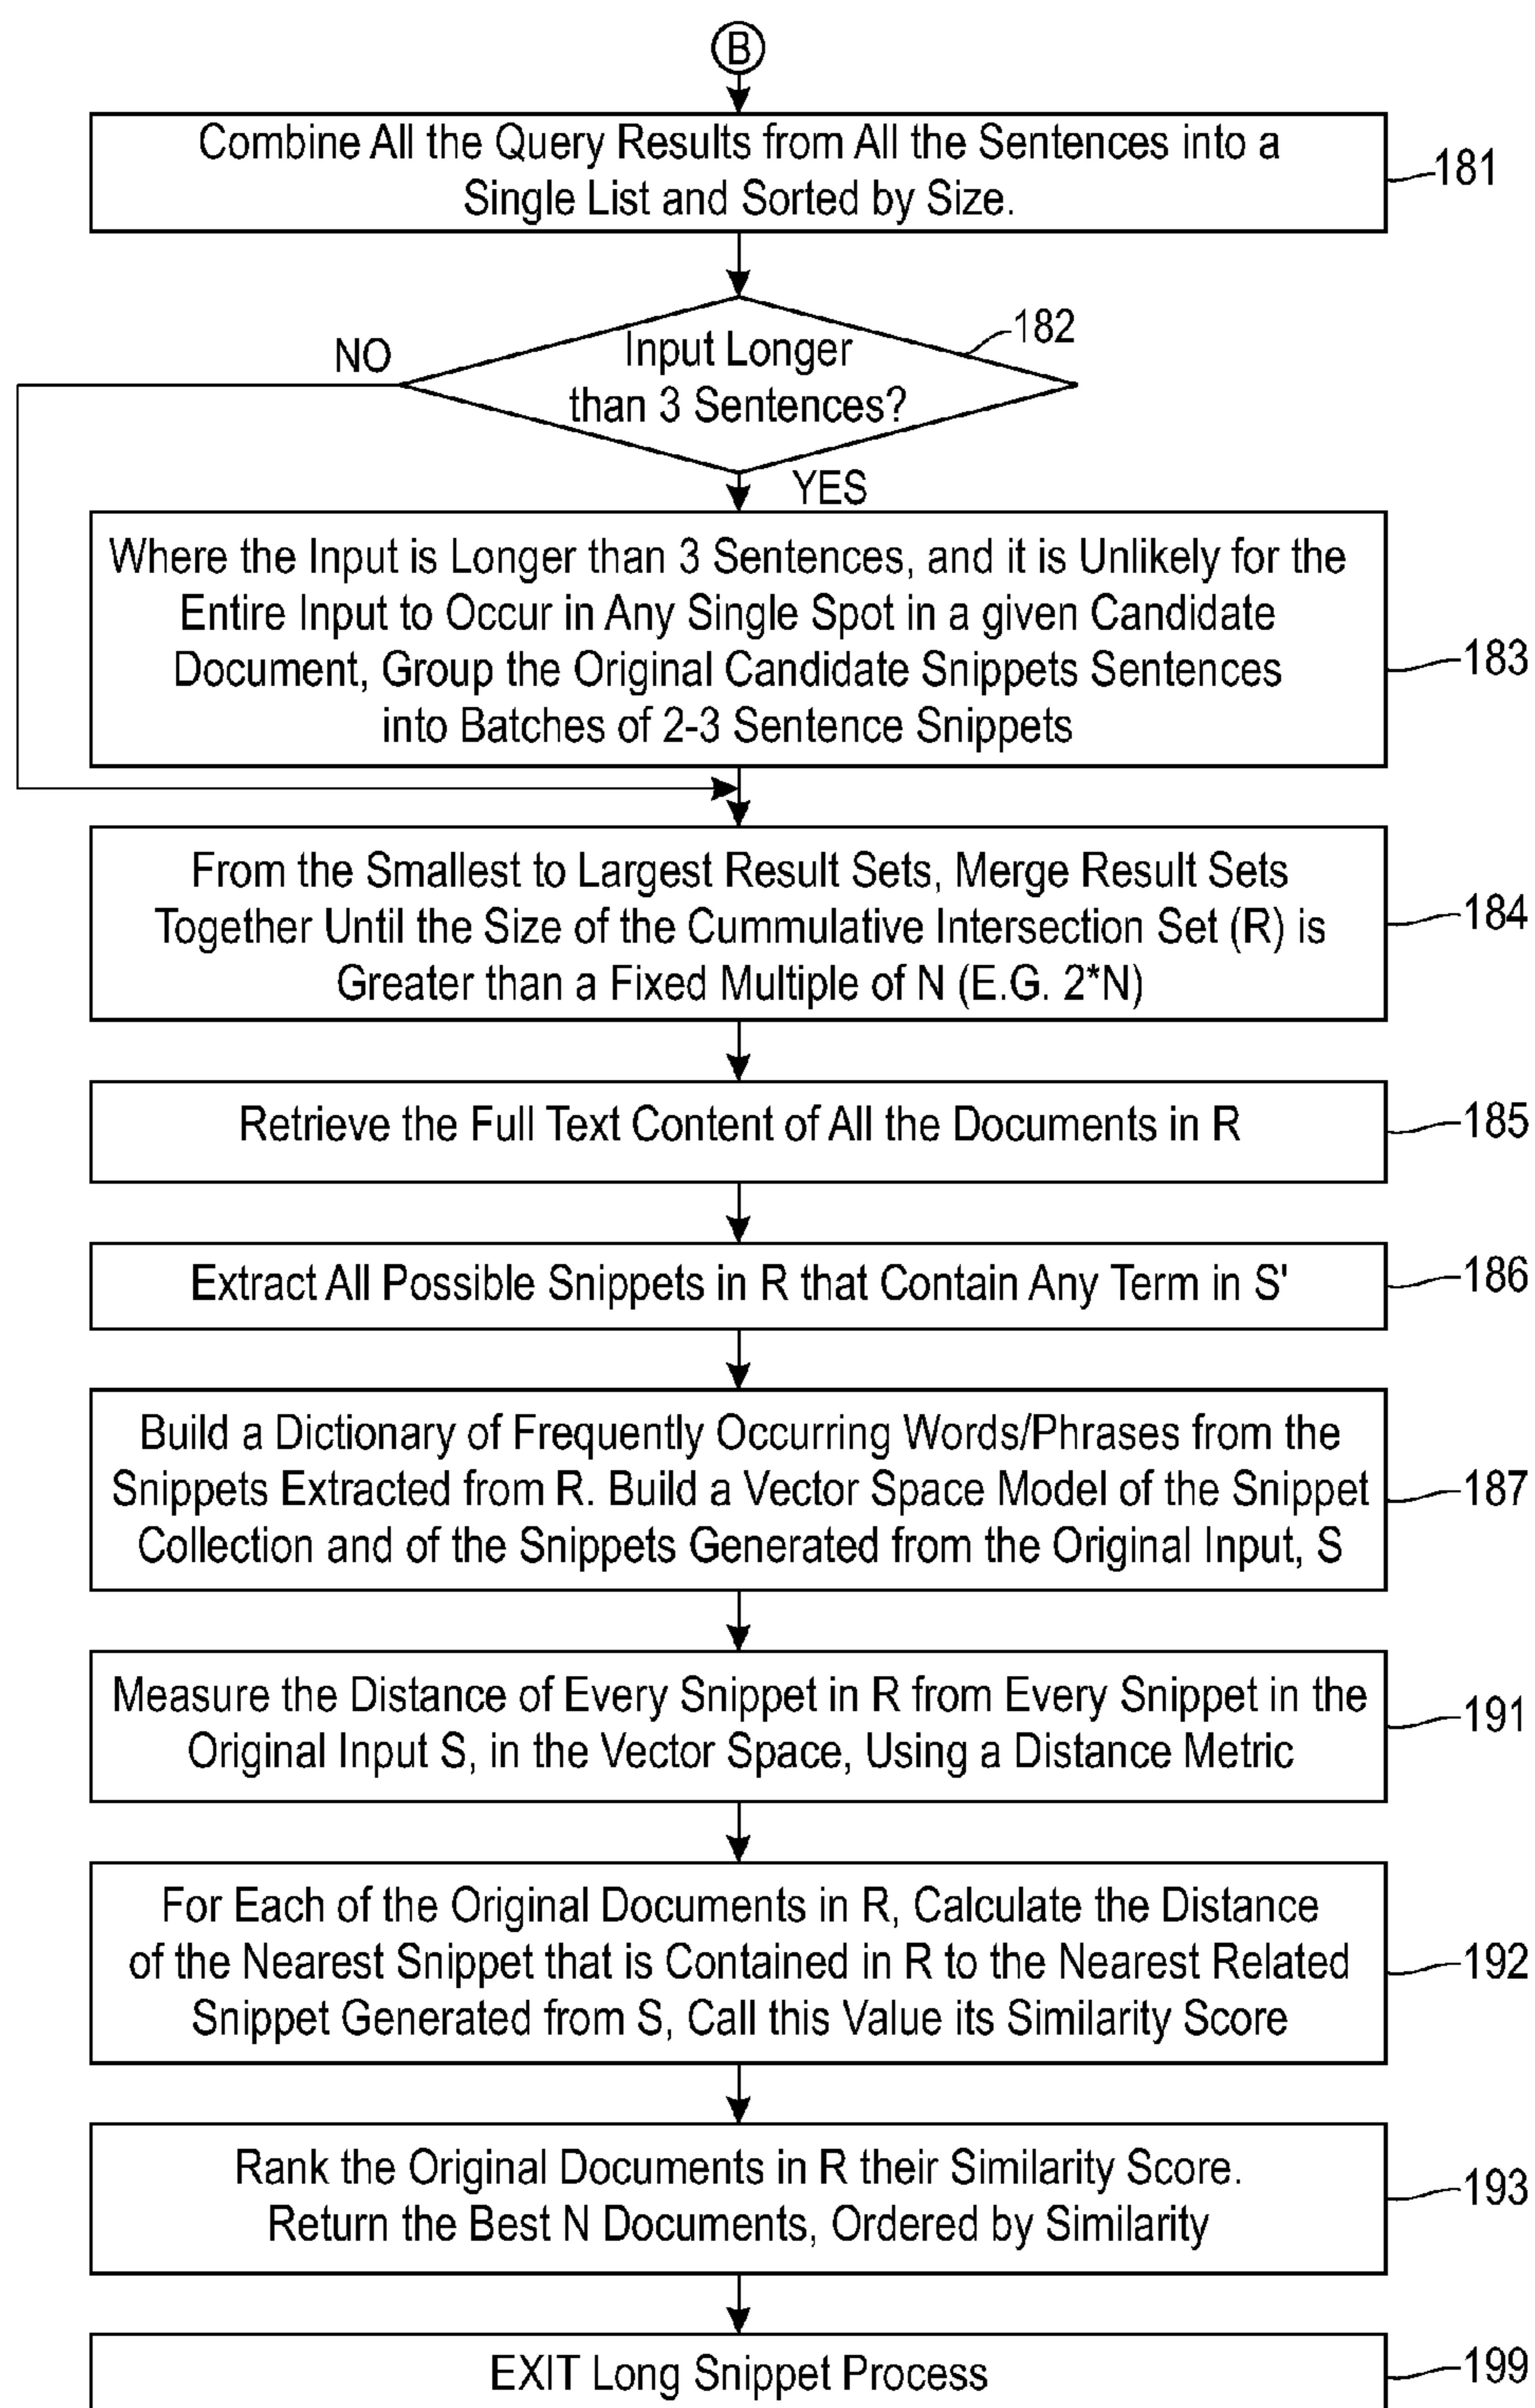 B
Combine All the Query Results from All the Sentences into a
Single List and Sorted by Size.
181
182
NO
Input Longer
than 3 Sentences?
YES
Where the Input is Longer than 3 Sentences, and it is Unlikely for the
Entire Input to Occur in Any Single Spot in a given Candidate
Document, Group the Original Candidate Snippets Sentences
into Batches of 2-3 Sentence Snippets
183
From the Smallest to Largest Result Sets, Merge Result Sets
Together Until the Size of the Cummulative Intersection Set (R) is
Greater than a Fixed Multiple of N (E.G. 2*N)
184
Retrieve the Full Text Content of All the Documents in R
185
Extract All Possible Snippets in R that Contain Any Term in S'
186
Build a Dictionary of Frequently Occurring Words/Phrases from the
Snippets Extracted from R. Build a Vector Space Model of the Snippet
Collection and of the Snippets Generated from the Original Input, S
187
Measure the Distance of Every Snippet in R from Every Snippet in the
Original Input S, in the Vector Space, Using a Distance Metric
191
For Each of the Original Documents in R, Calculate the Distance
of the Nearest Snippet that is Contained in R to the Nearest Related
Snippet Generated from S, Call this Value its Similarity Score
192
Rank the Original Documents in R their Similarity Score.
Return the Best N Documents, Ordered by Similarity
193
EXIT Long Snippet Process
199